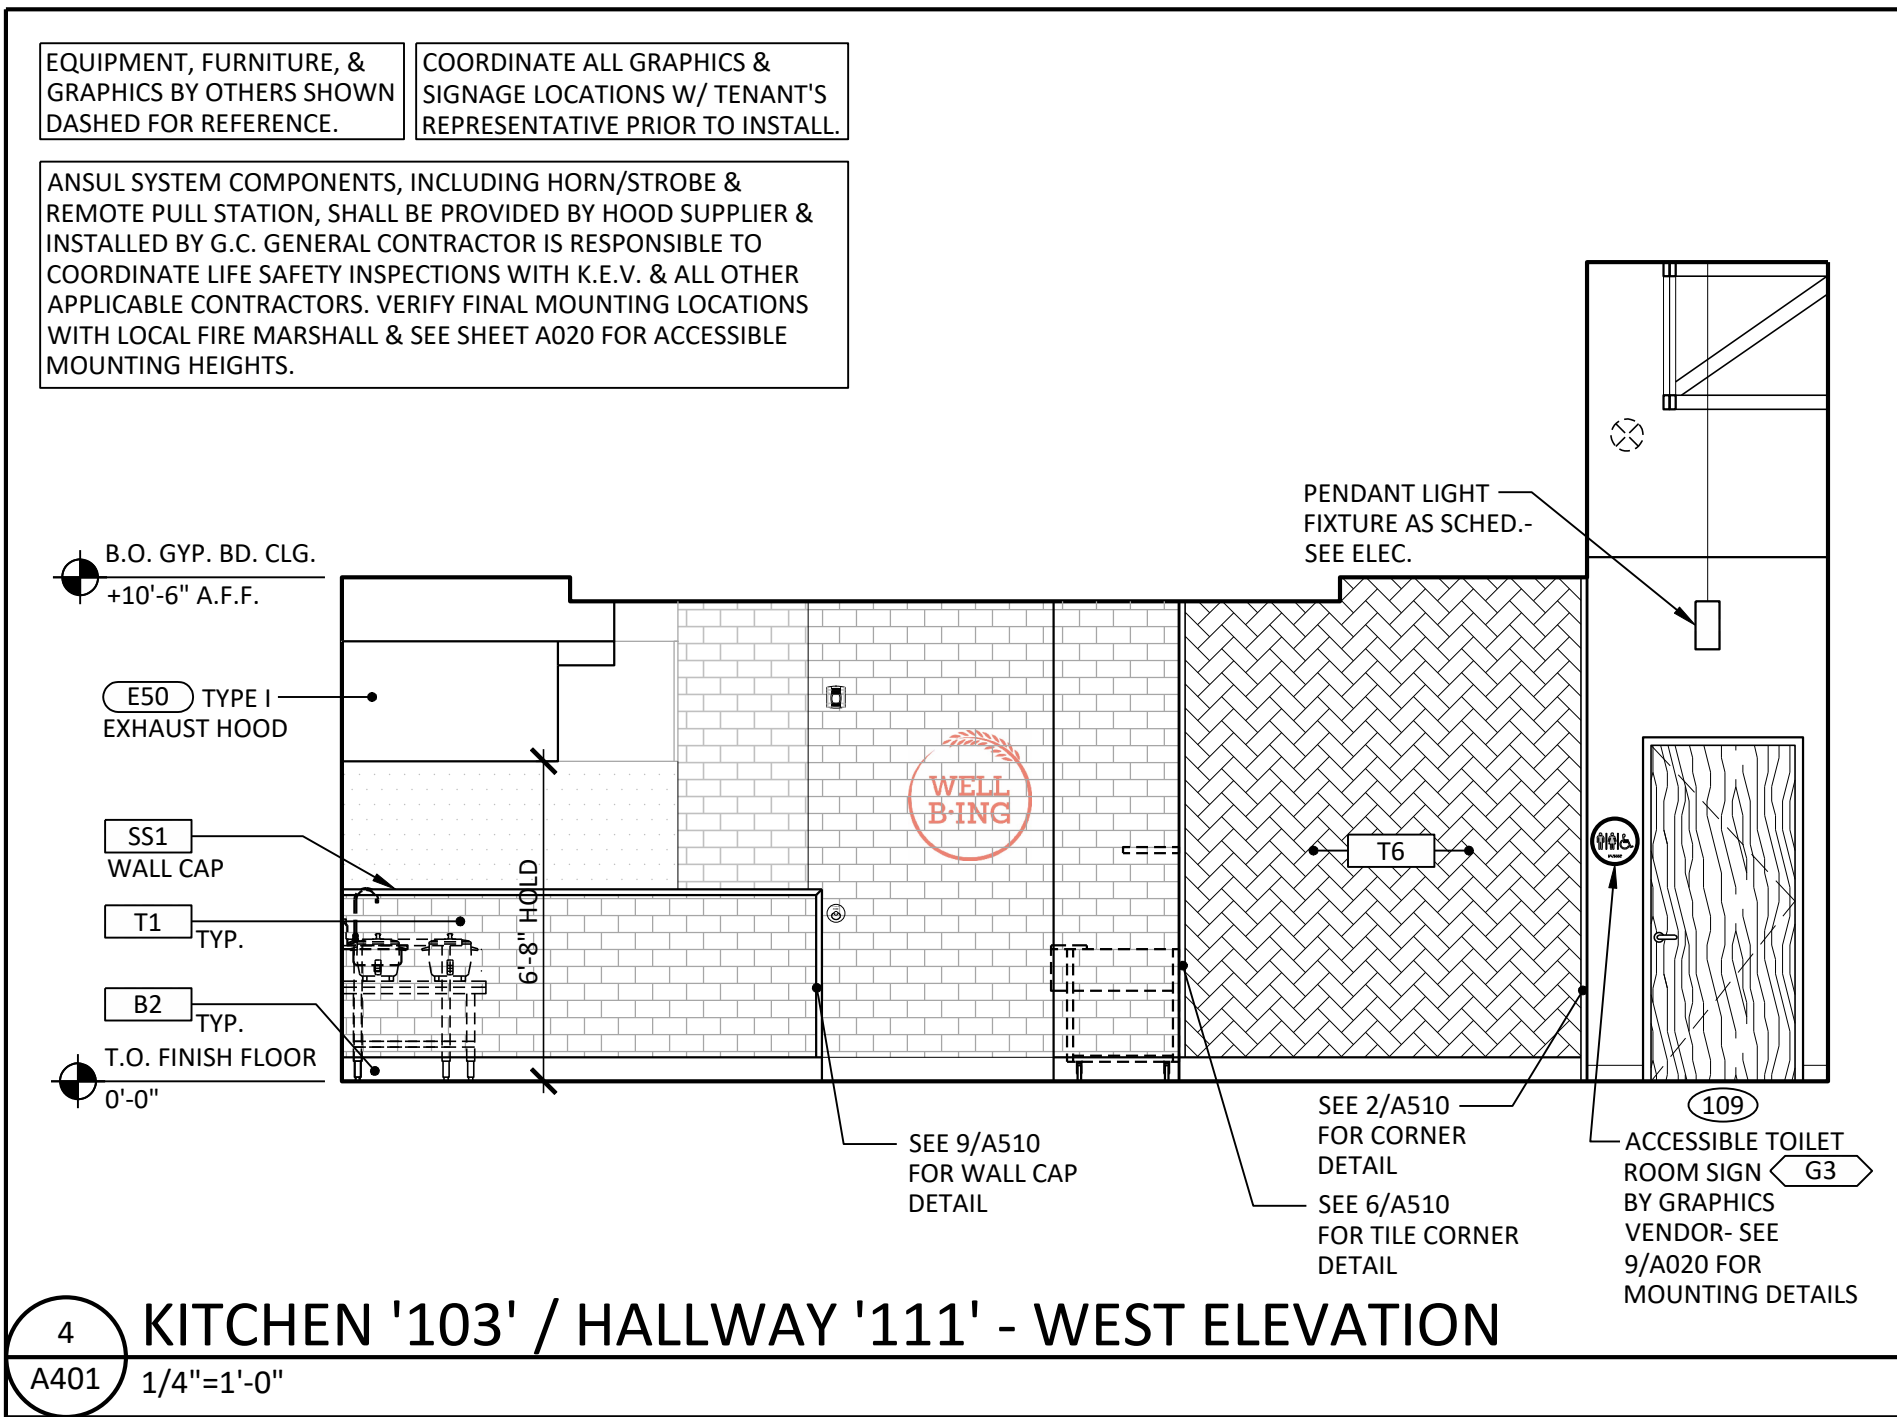 EQUIPMENT, FURNITURE, &
GRAPHICS BY OTHERS SHOWN
DASHED FOR REFERENCE.
COORDINATE ALL GRAPHICS &
SIGNAGE LOCATIONS W/ TENANT'S
REPRESENTATIVE PRIOR TO INSTALL.
ANSUL SYSTEM COMPONENTS, INCLUDING HORN/STROBE &
REMOTE PULL STATION, SHALL BE PROVIDED BY HOOD SUPPLIER &
INSTALLED BY G.C. GENERAL CONTRACTOR IS RESPONSIBLE TO
COORDINATE LIFE SAFETY INSPECTIONS WITH K.E.V. & ALL OTHER
APPLICABLE CONTRACTORS. VERIFY FINAL MOUNTING LOCATIONS
WITH LOCAL FIRE MARSHALL & SEE SHEET A020 FOR ACCESSIBLE
MOUNTING HEIGHTS.
PENDANT LIGHT
FIXTURE AS SCHED.-
SEE ELEC.
B.O. GYP. BD. CLG.
+10'-6" A.F.F.
E50 TYPE I
EXHAUST HOOD
WELL
B·ING
SS1
WALL CAP
T6
6'-8" HOLD
T1
TYP.
B2
TYP.
T.O. FINISH FLOOR
0'-0"
SEE 9/A510
FOR WALL CAP
DETAIL
SEE 2/A510
FOR CORNER
DETAIL
SEE 6/A510
FOR TILE CORNER
DETAIL
109
ACCESSIBLE TOILET
ROOM SIGN G3
BY GRAPHICS
VENDOR- SEE
9/A020 FOR
MOUNTING DETAILS
4
A401
KITCHEN '103' / HALLWAY '111' - WEST ELEVATION
1/4"=1'-0"